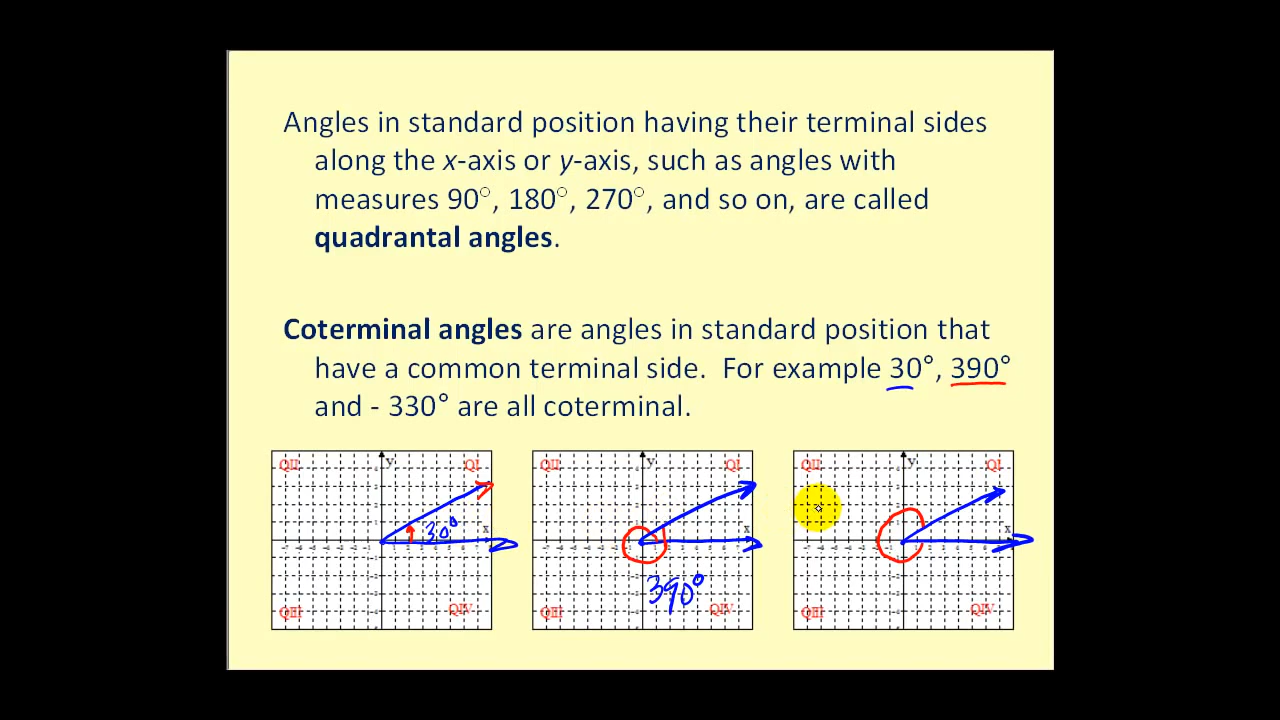 Angles in standard position having their terminal sides
along the x-axis or y-axis, such as angles with
measures 90°, 180°, 270°, and so on, are called
quadrantal angles.
Coterminal angles are angles in standard position that
have a common terminal side. For example 30°, 390°
and - 330° are all coterminal.
QII y QI
30° x
QIII QIV
QII y QI
x
390°
QIII QIV
QII y QI
x
QIII QIV